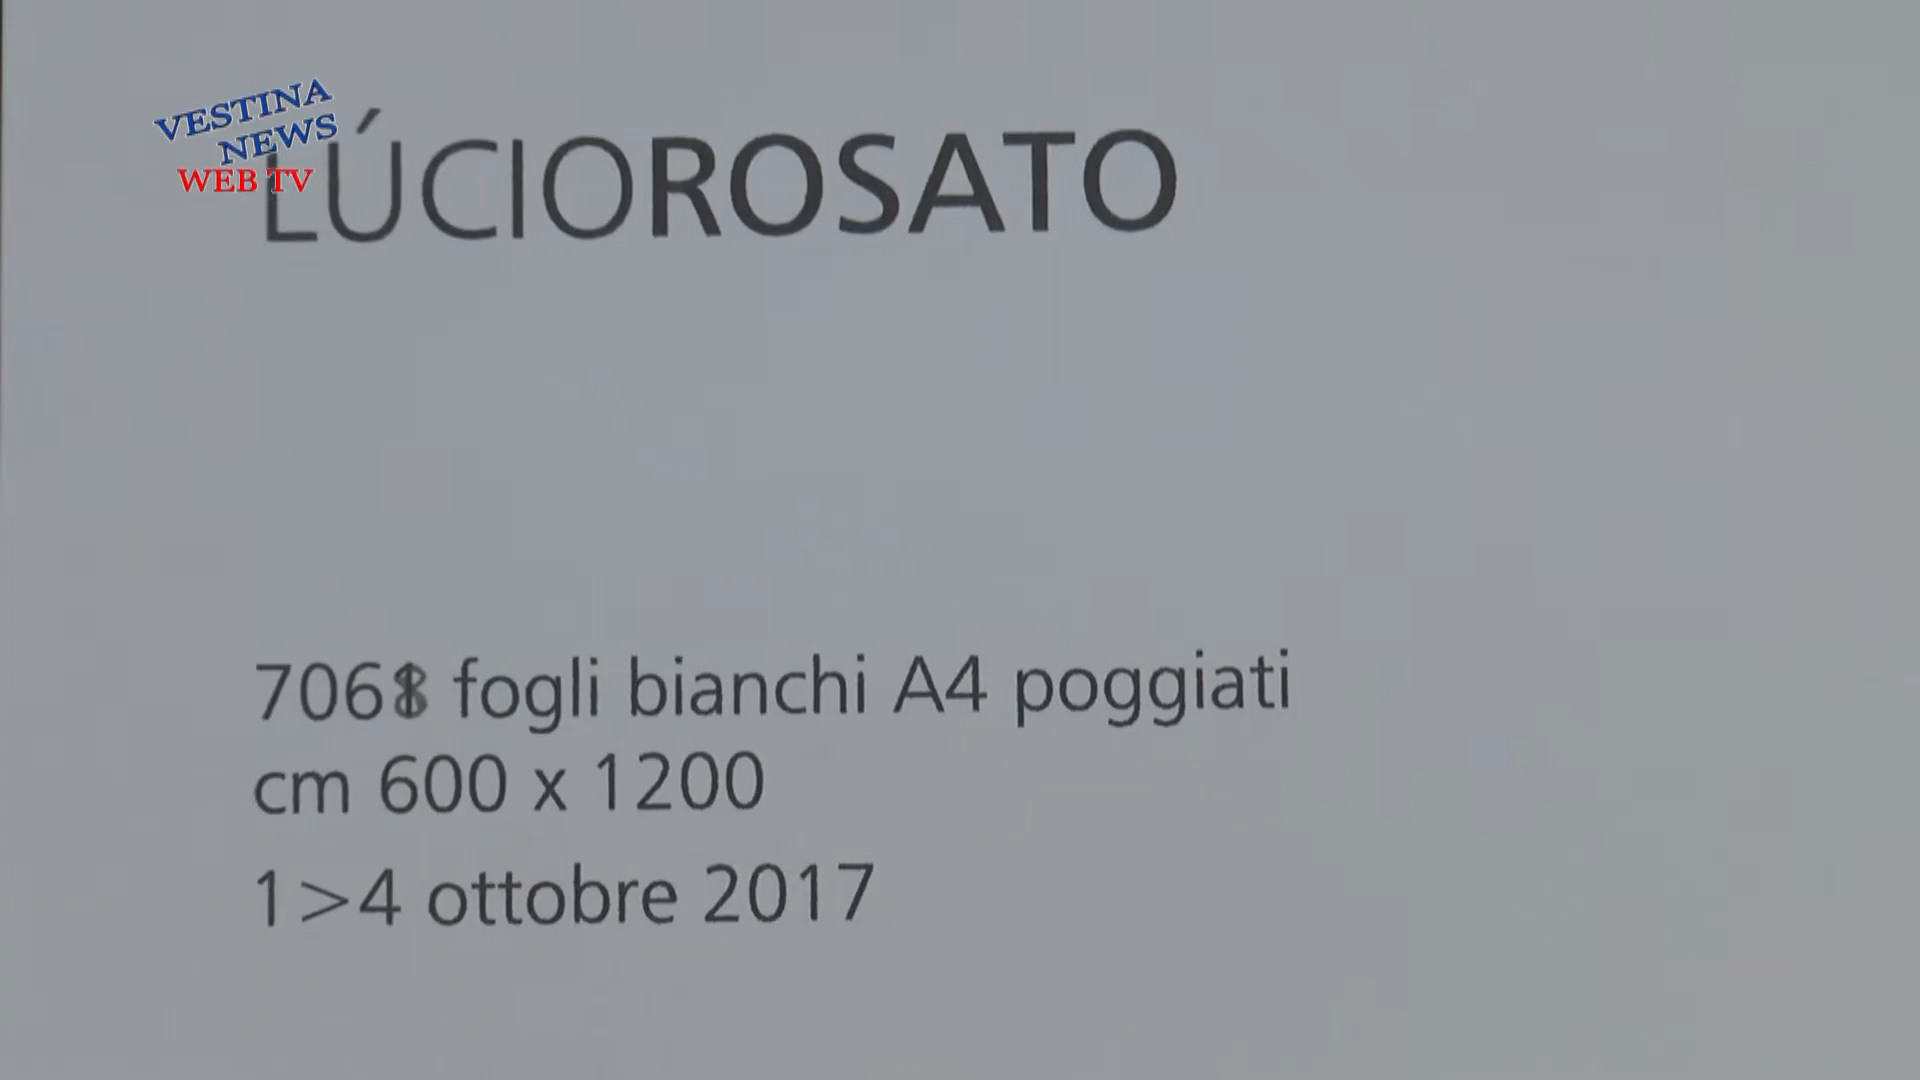 VESTINA
NEWS
WEB TV
LÚCIOROSATO
fogli bianchi A4 poggiati
cm 600 x 1200
1>4 ottobre 2017